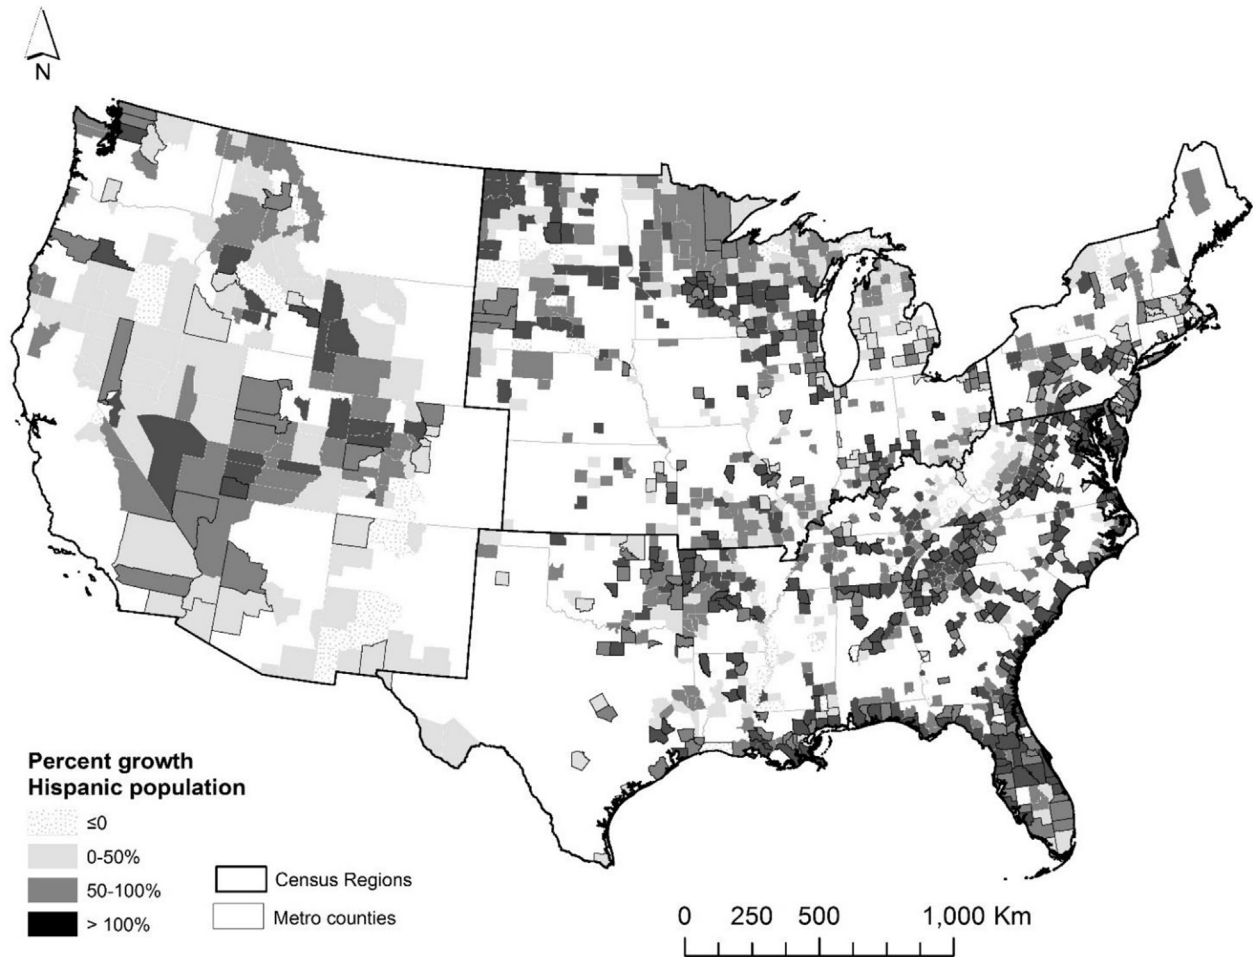 N
Percent growth
Hispanic population
≤0
0-50%
50-100%
> 100%
Census Regions
Metro counties
0 250 500 1,000 Km